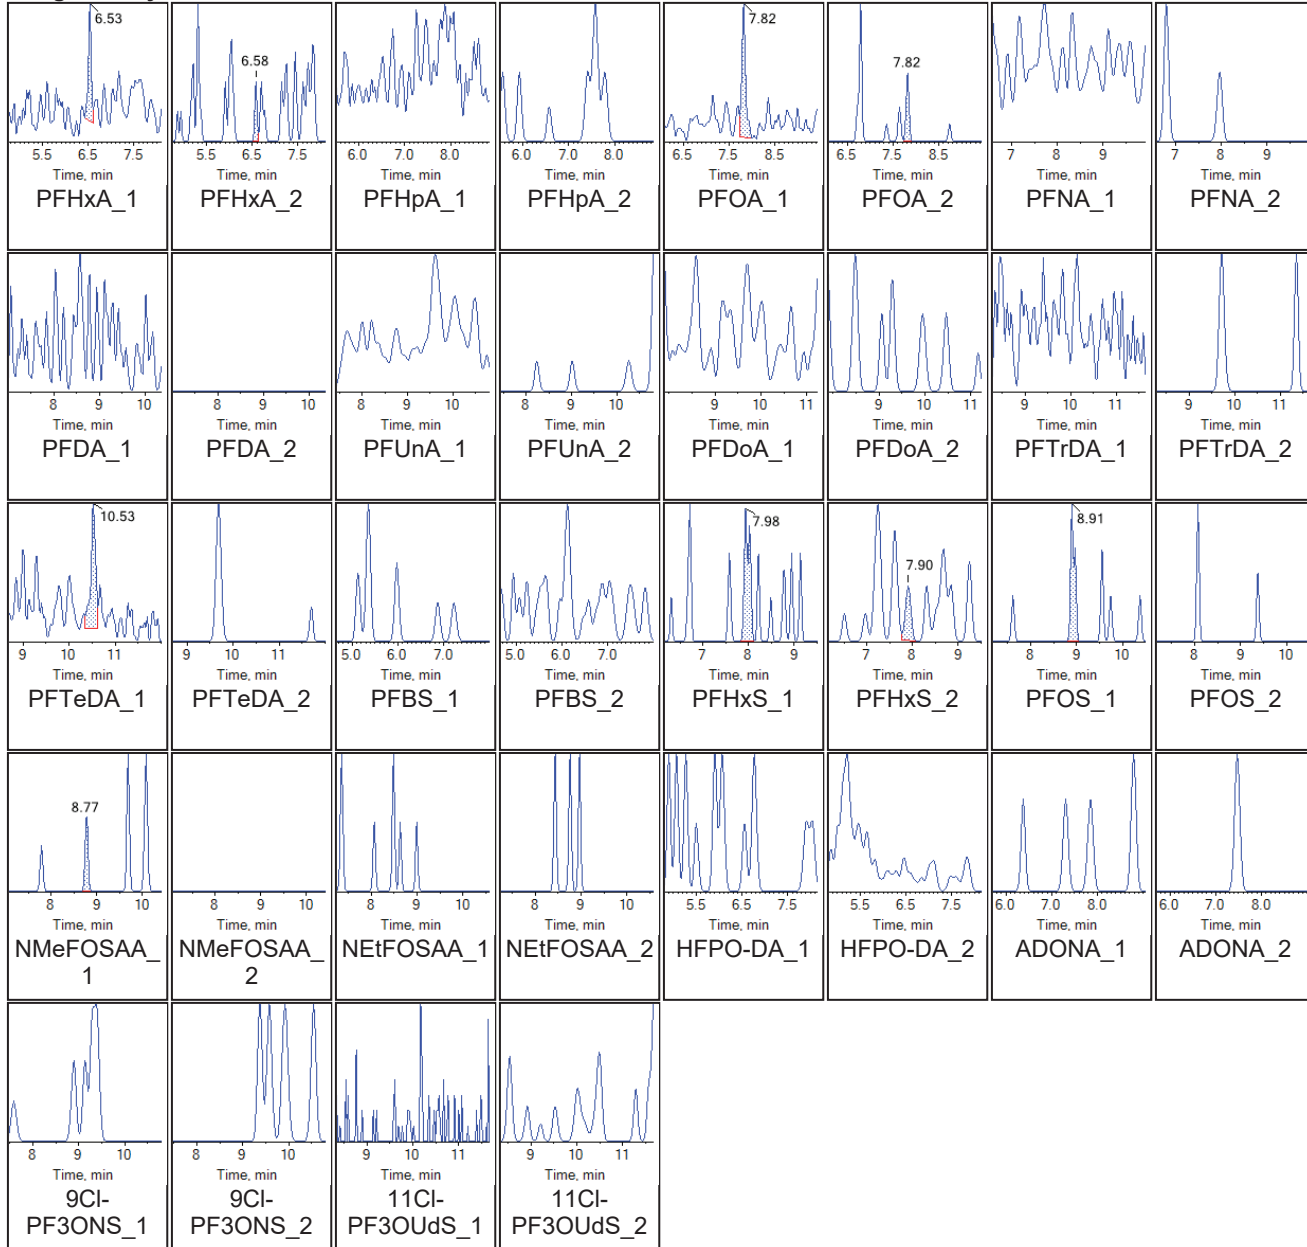 6.53
5.5 6.5 7.5
Time, min
PFHxA_1
6.58
5.5 6.5 7.5
Time, min
PFHxA_2
6.0 7.0 8.0
Time, min
PFHpA_1
6.0 7.0 8.0
Time, min
PFHpA_2
7.82
6.5 7.5 8.5
Time, min
PFOA_1
7.82
6.5 7.5 8.5
Time, min
PFOA_2
7 8 9
Time, min
PFNA_1
7 8 9
Time, min
PFNA_2
8 9 10
Time, min
PFDA_1
8 9 10
Time, min
PFDA_2
8 9 10
Time, min
PFUnA_1
8 9 10
Time, min
PFUnA_2
9 10 11
Time, min
PFDoA_1
9 10 11
Time, min
PFDoA_2
9 10 11
Time, min
PFTrDA_1
9 10 11
Time, min
PFTrDA_2
10.53
9 10 11
Time, min
PFTeDA_1
9 10 11
Time, min
PFTeDA_2
5.0 6.0 7.0
Time, min
PFBS_1
5.0 6.0 7.0
Time, min
PFBS_2
7.98
7 8 9
Time, min
PFHxS_1
7.90
7 8 9
Time, min
PFHxS_2
8.91
8 9 10
Time, min
PFOS_1
8 9 10
Time, min
PFOS_2
8.77
8 9 10
Time, min
NMeFOSAA_
1
8 9 10
Time, min
NMeFOSAA_
2
8 9 10
Time, min
NEtFOSAA_1
8 9 10
Time, min
NEtFOSAA_2
5.5 6.5 7.5
Time, min
HFPO-DA_1
5.5 6.5 7.5
Time, min
HFPO-DA_2
6.0 7.0 8.0
Time, min
ADONA_1
6.0 7.0 8.0
Time, min
ADONA_2
8 9 10
Time, min
9Cl-
PF3ONS_1
8 9 10
Time, min
9Cl-
PF3ONS_2
9 10 11
Time, min
11Cl-
PF3OUdS_1
9 10 11
Time, min
11Cl-
PF3OUdS_2